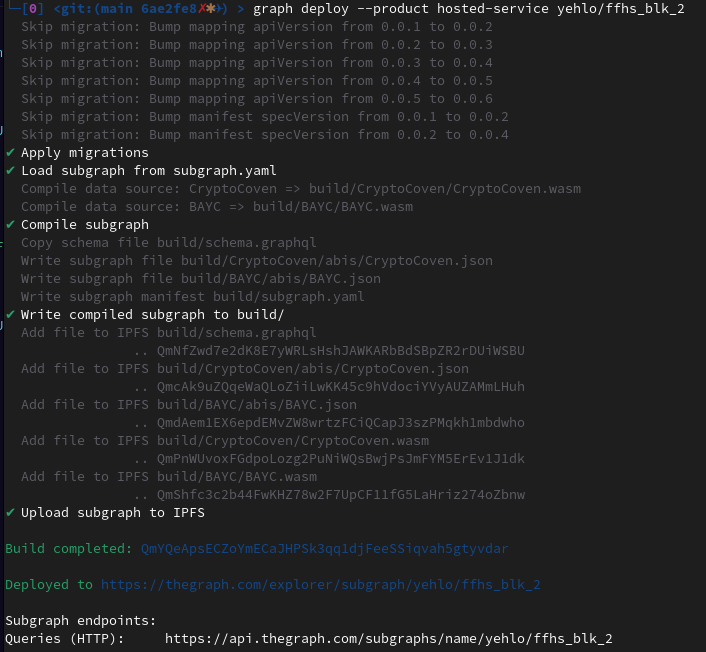 [0] <git:(main 6ae2fe8✗✱✈) > graph deploy --product hosted-service yehlo/ffhs_blk_2
Skip migration: Bump mapping apiVersion from 0.0.1 to 0.0.2
Skip migration: Bump mapping apiVersion from 0.0.2 to 0.0.3
Skip migration: Bump mapping apiVersion from 0.0.3 to 0.0.4
Skip migration: Bump mapping apiVersion from 0.0.4 to 0.0.5
Skip migration: Bump mapping apiVersion from 0.0.5 to 0.0.6
Skip migration: Bump manifest specVersion from 0.0.1 to 0.0.2
Skip migration: Bump manifest specVersion from 0.0.2 to 0.0.4
✔ Apply migrations
✔ Load subgraph from subgraph.yaml
Compile data source: CryptoCoven => build/CryptoCoven/CryptoCoven.wasm
Compile data source: BAYC => build/BAYC/BAYC.wasm
✔ Compile subgraph
Copy schema file build/schema.graphql
Write subgraph file build/CryptoCoven/abis/CryptoCoven.json
Write subgraph file build/BAYC/abis/BAYC.json
Write subgraph manifest build/subgraph.yaml
✔ Write compiled subgraph to build/
Add file to IPFS build/schema.graphql
.. QmNfZwd7e2dK8E7yWRLsHshJAWKARbBdSBpZR2rDUiWSBU
Add file to IPFS build/CryptoCoven/abis/CryptoCoven.json
.. QmcAk9uZQqeWaQLoZiiLwKK45c9hVdociYVyAUZAMmLHuh
Add file to IPFS build/BAYC/abis/BAYC.json
.. QmdAem1EX6epdEMvZW8wrtzFCiQCapJ3szPMqkh1mbdwho
Add file to IPFS build/CryptoCoven/CryptoCoven.wasm
.. QmPnWUvoxFGdpoLozg2PuNiWQsBwjPsJmFYM5ErEv1J1dk
Add file to IPFS build/BAYC/BAYC.wasm
.. QmShfc3c2b44FwKHZ78w2F7UpCF11fG5LaHriz274oZbnw
✔ Upload subgraph to IPFS
Build completed: QmYQeApsECZoYmECaJHPSk3qq1djFeeSSiqvah5gtyvdar
Deployed to https://thegraph.com/explorer/subgraph/yehlo/ffhs_blk_2
Subgraph endpoints:
Queries (HTTP): https://api.thegraph.com/subgraphs/name/yehlo/ffhs_blk_2